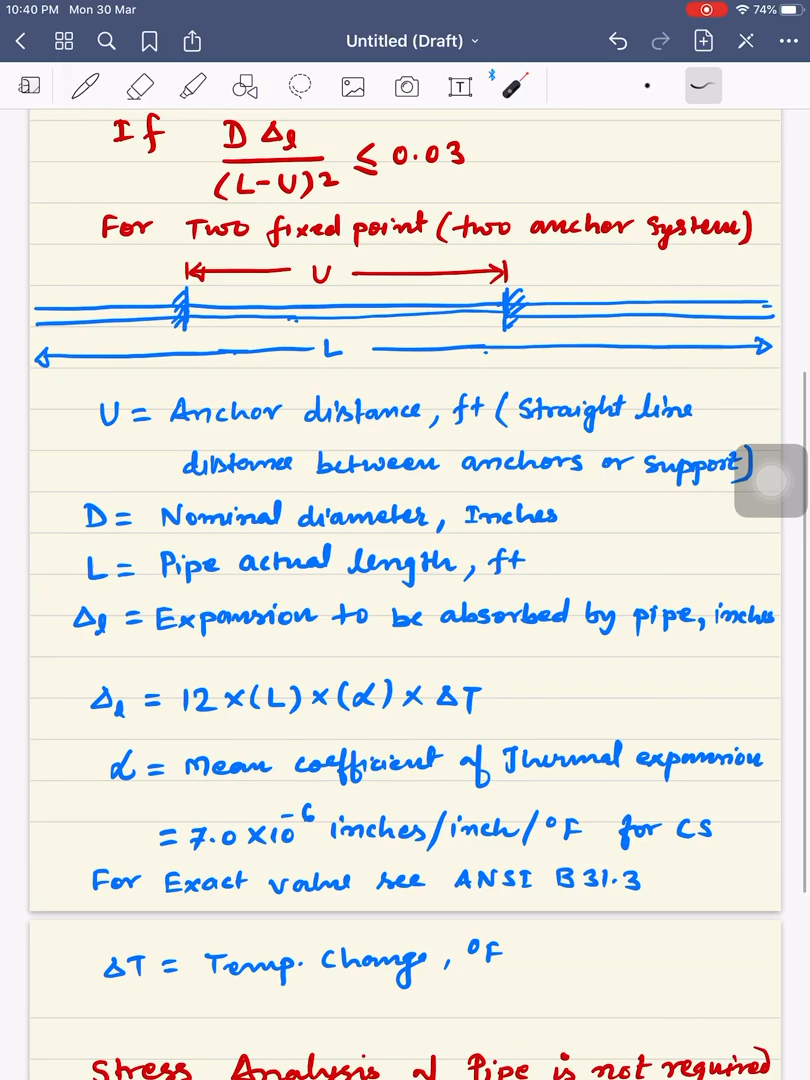 10:40 PM Mon 30 Mar
74%
Untitled (Draft)
T
If D Δl / (L-U)2 ≤ 0.03
For Two fixed point (two anchor system)
U
L
U = Anchor distance, ft (Straight line
distance between anchors or support)
D = Nominal diameter, Inches
L = Pipe actual length, ft
Δl = Expansion to be absorbed by pipe, inches
Δl = 12 × (L) × (α) × ΔT
α = Mean coefficient of Thermal expansion
= 7.0 × 10⁻⁶ inches/inch/°F for CS
For Exact value see ANSI B 31.3
ΔT = Temp. Change, °F
Stress Analysis of Pipe is not required